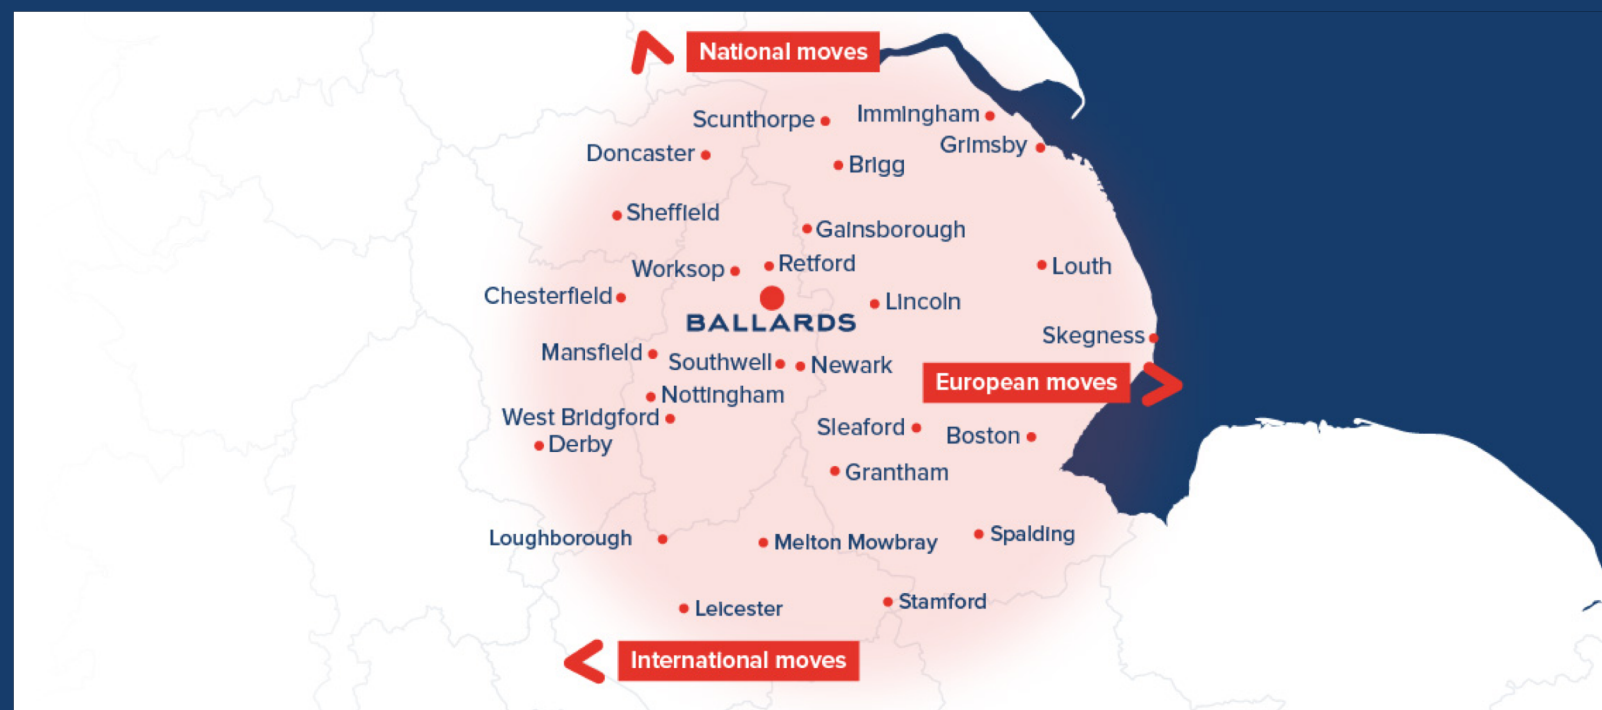 National moves
Scunthorpe
Immingham
Grimsby
Doncaster
Brigg
Sheffield
Gainsborough
Worksop
Retford
Louth
Chesterfield
Lincoln
BALLARDS
Skegness
Mansfield
Southwell
Newark
European moves
Nottingham
West Bridgford
Sleaford
Boston
Derby
Grantham
Loughborough
Melton Mowbray
Spalding
Leicester
Stamford
International moves